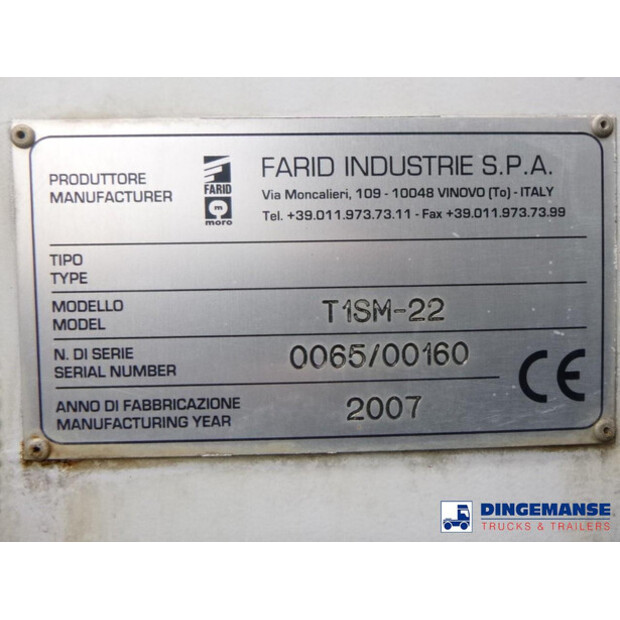 PRODUTTORE
MANUFACTURER
FARID
m
moro
FARID INDUSTRIE S.P.A.
Via Moncalieri, 109 - 10048 VINOVO (To) - ITALY
Tel. +39.011.973.73.11 - Fax +39.011.973.73.99
TIPO
TYPE
MODELLO
MODEL
T1SM-22
N. DI SERIE
SERIAL NUMBER
0065/00160
ANNO DI FABBRICAZIONE
MANUFACTURING YEAR
2007
CE
DINGEMANSE
TRUCKS & TRAILERS